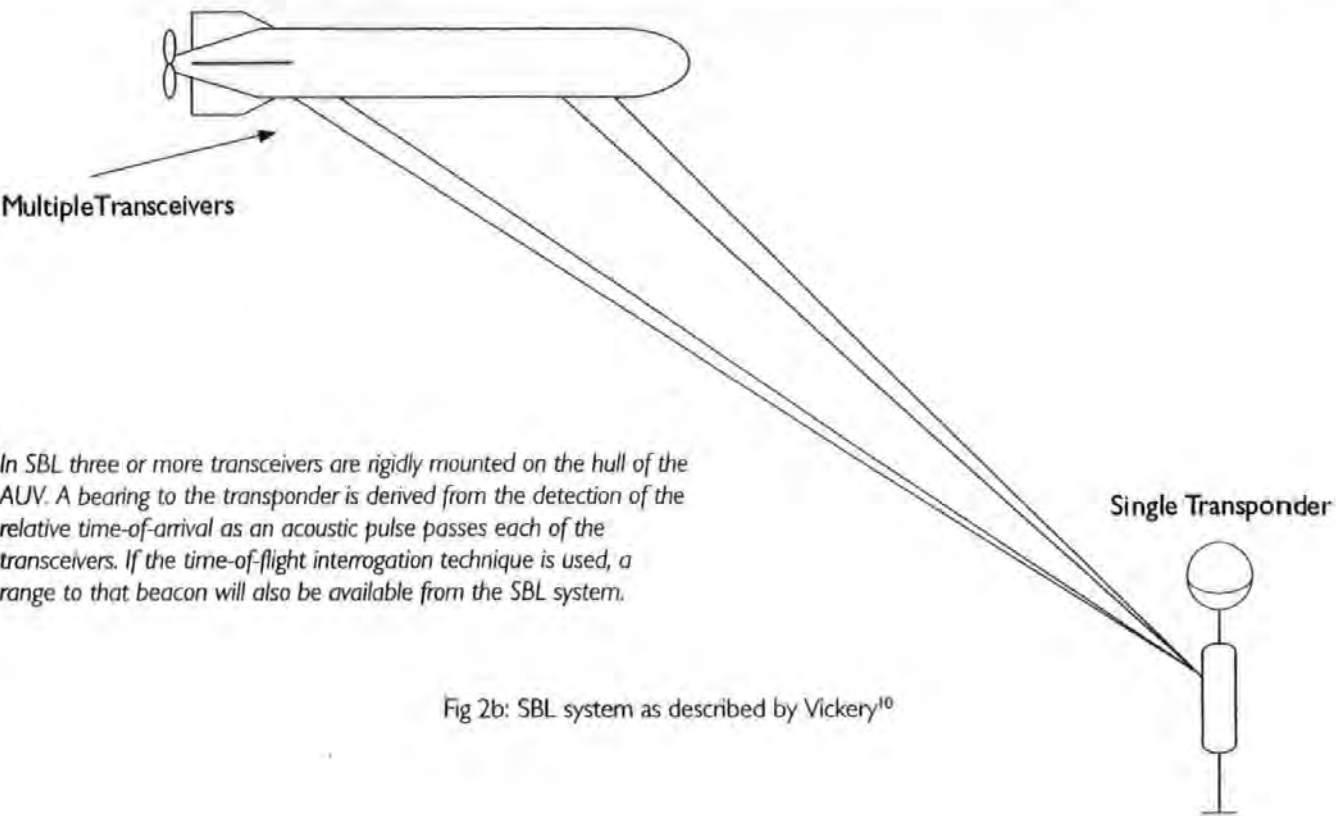 MultipleTransceivers
In SBL three or more transceivers are rigidly mounted on the hull of the
AUV. A bearing to the transponder is derived from the detection of the
relative time-of-arrival as an acoustic pulse passes each of the
transceivers. If the time-of-flight interrogation technique is used, a
range to that beacon will also be available from the SBL system.
Single Transponder
Fig 2b: SBL system as described by Vickery¹⁰